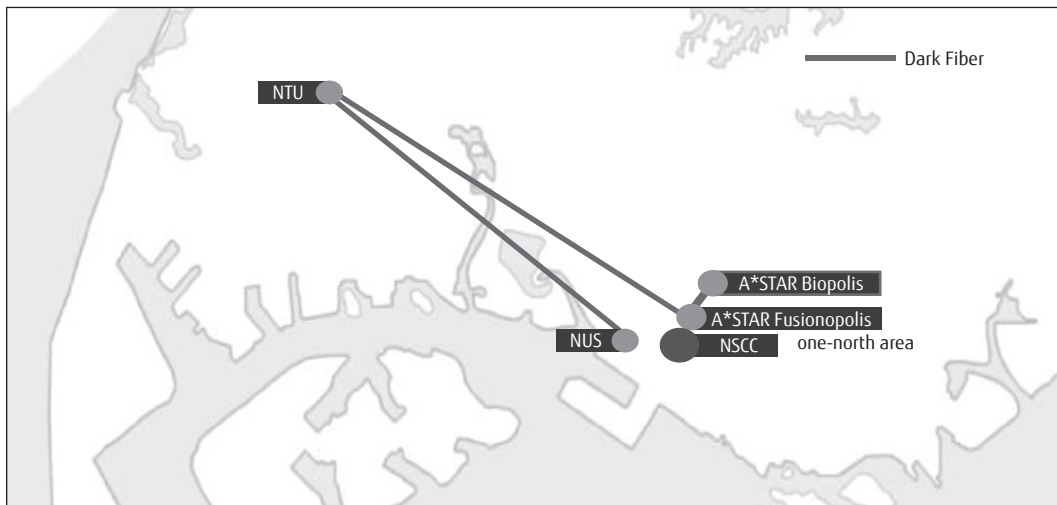 Dark Fiber
NTU
A*STAR Biopolis
A*STAR Fusionopolis
NUS
NSCC
one-north area